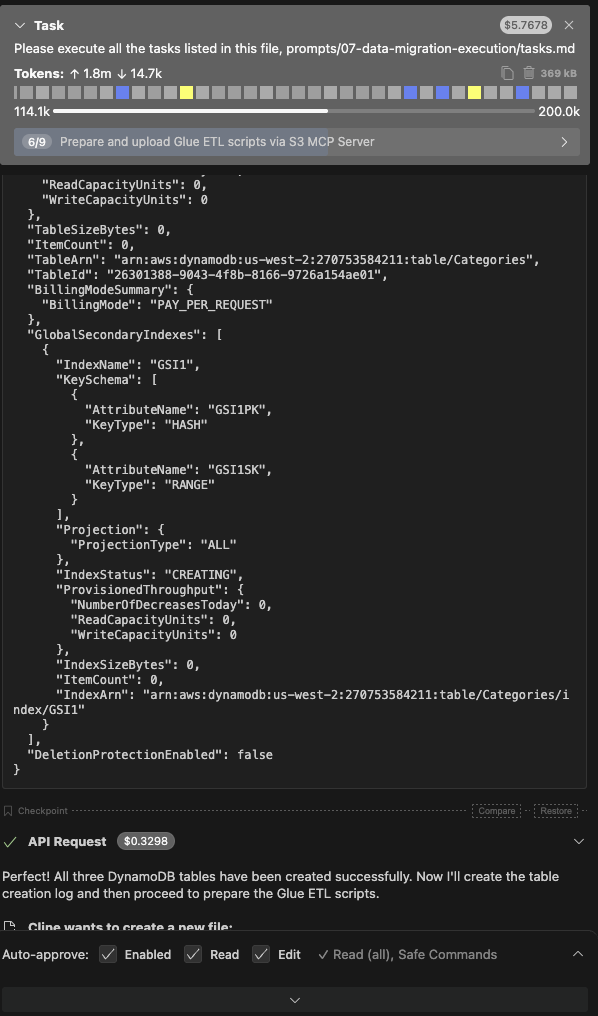 Task
$5.7678
Please execute all the tasks listed in this file, prompts/07-data-migration-execution/tasks.md
Tokens: ↑ 1.8m ↓ 14.7k
369 kB
114.1k
200.0k
6/9 Prepare and upload Glue ETL scripts via S3 MCP Server
"ReadCapacityUnits": 0,
"WriteCapacityUnits": 0
},
"TableSizeBytes": 0,
"ItemCount": 0,
"TableArn": "arn:aws:dynamodb:us-west-2:270753584211:table/Categories",
"TableId": "26301388-9043-4f8b-8166-9726a154ae01",
"BillingModeSummary": {
"BillingMode": "PAY_PER_REQUEST"
},
"GlobalSecondaryIndexes": [
{
"IndexName": "GSI1",
"KeySchema": [
{
"AttributeName": "GSI1PK",
"KeyType": "HASH"
},
{
"AttributeName": "GSI1SK",
"KeyType": "RANGE"
}
],
"Projection": {
"ProjectionType": "ALL"
},
"IndexStatus": "CREATING",
"ProvisionedThroughput": {
"NumberOfDecreasesToday": 0,
"ReadCapacityUnits": 0,
"WriteCapacityUnits": 0
},
"IndexSizeBytes": 0,
"ItemCount": 0,
"IndexArn": "arn:aws:dynamodb:us-west-2:270753584211:table/Categories/i
ndex/GSI1"
}
],
"DeletionProtectionEnabled": false
}
Checkpoint
Compare
Restore
API Request $0.3298
Perfect! All three DynamoDB tables have been created successfully. Now I'll create the table
creation log and then proceed to prepare the Glue ETL scripts.
Cline wants to create a new file:
Auto-approve: Enabled Read Edit ✓ Read (all), Safe Commands